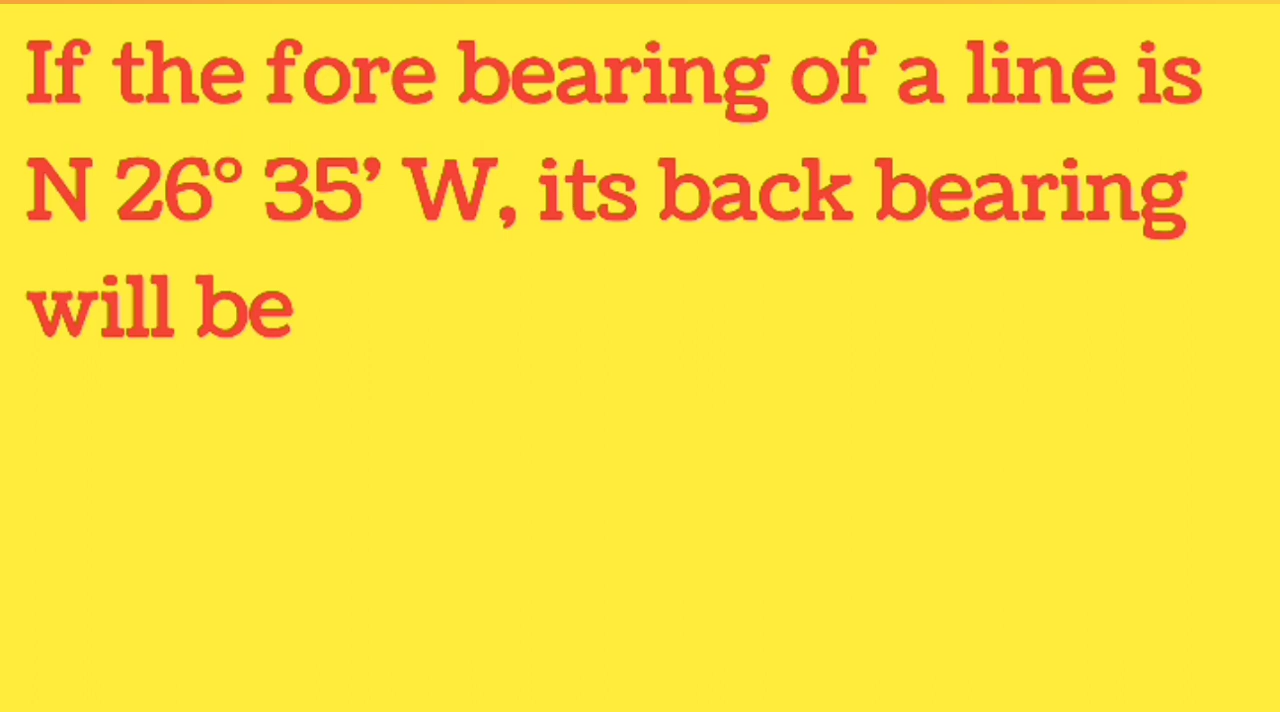 If the fore bearing of a line is
N 26° 35’ W, its back bearing
will be